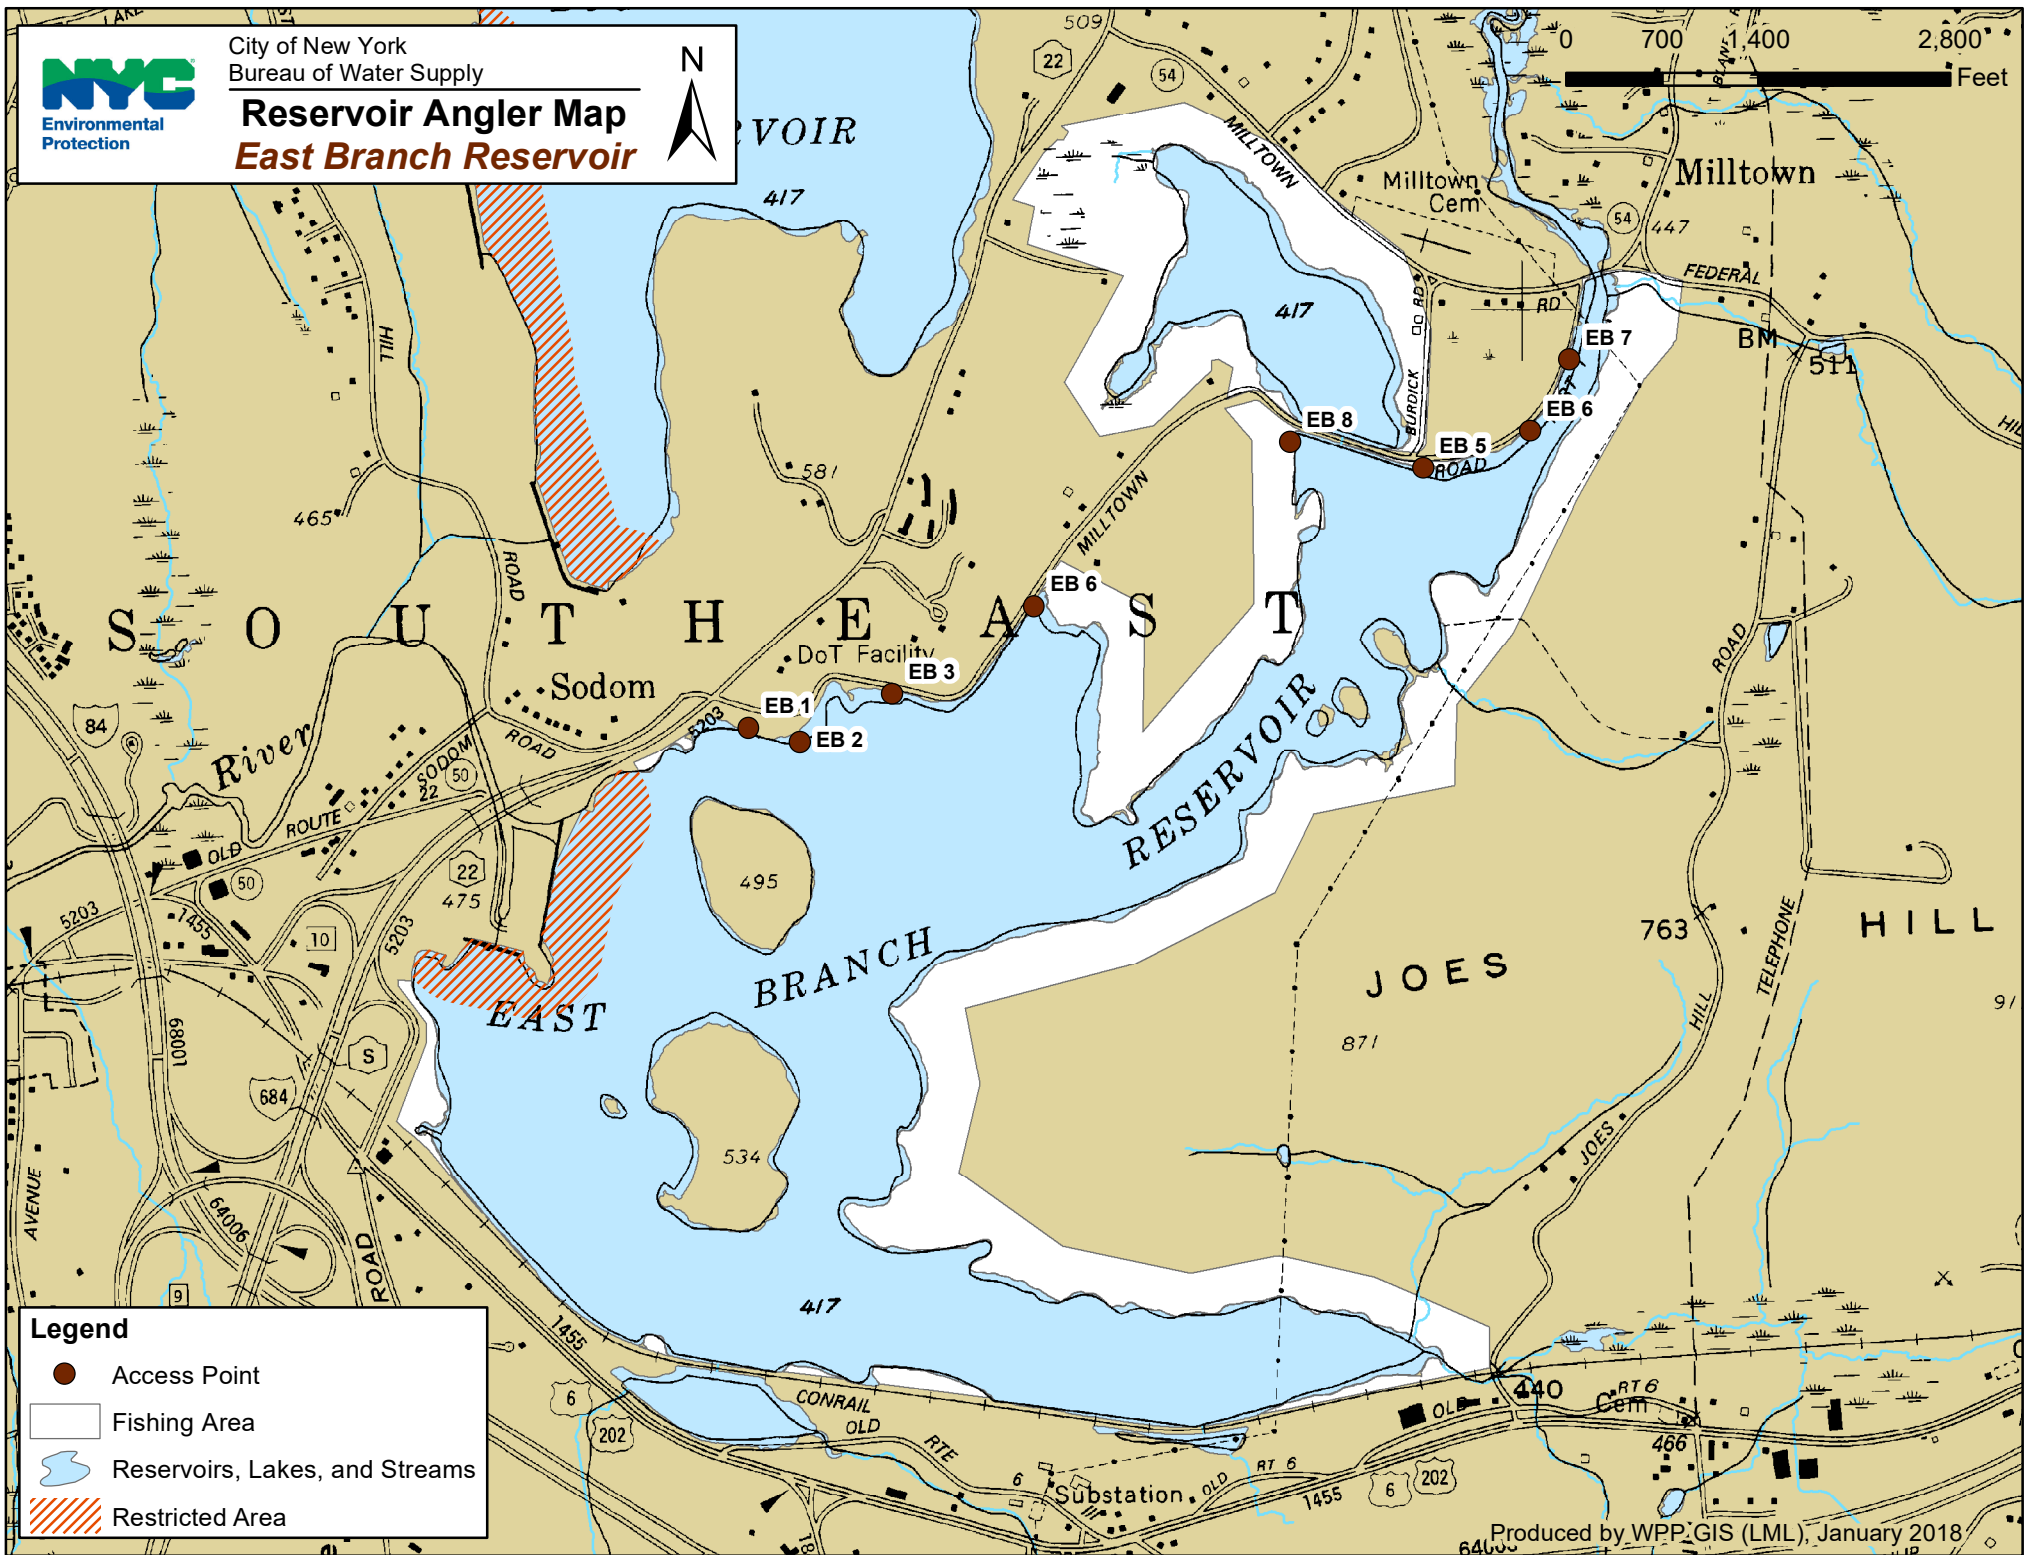 NYC
Environmental
Protection
City of New York
Bureau of Water Supply
Reservoir Angler Map
East Branch Reservoir
N
0 700 1,400 2,800
Feet
LAKE
509
22
54
VOIR
417
MILLTOWN
Milltown
Cem
Milltown
54
447
FEDERAL
RD
BM
511
417
RD
BURDICK
EB 7
EB 6
EB 8
EB 5
ROAD
HILL
581
465
ROAD
MILLTOWN
EB 6
SOUTHEAST
DoT Facility
EB 3
Sodom
EB 1
EB 2
5203
84
River
SODOM
ROAD
50
22
ROUTE
OLD
50
22
475
5203
1455
10
5203
495
RESERVOIR
BRANCH
EAST
ROAD
763
HILL
JOES
TELEPHONE
HILL
871
91
JOES
68001
S
684
534
AVENUE
64006
ROAD
9
417
1455
CONRAIL
OLD
RTE
6
6
202
440
RT 6
Cem
OLD
466
RT 6
OLD
Substation
1455
6
202
Legend
Access Point
Fishing Area
Reservoirs, Lakes, and Streams
Restricted Area
Produced by WPP GIS (LML), January 2018